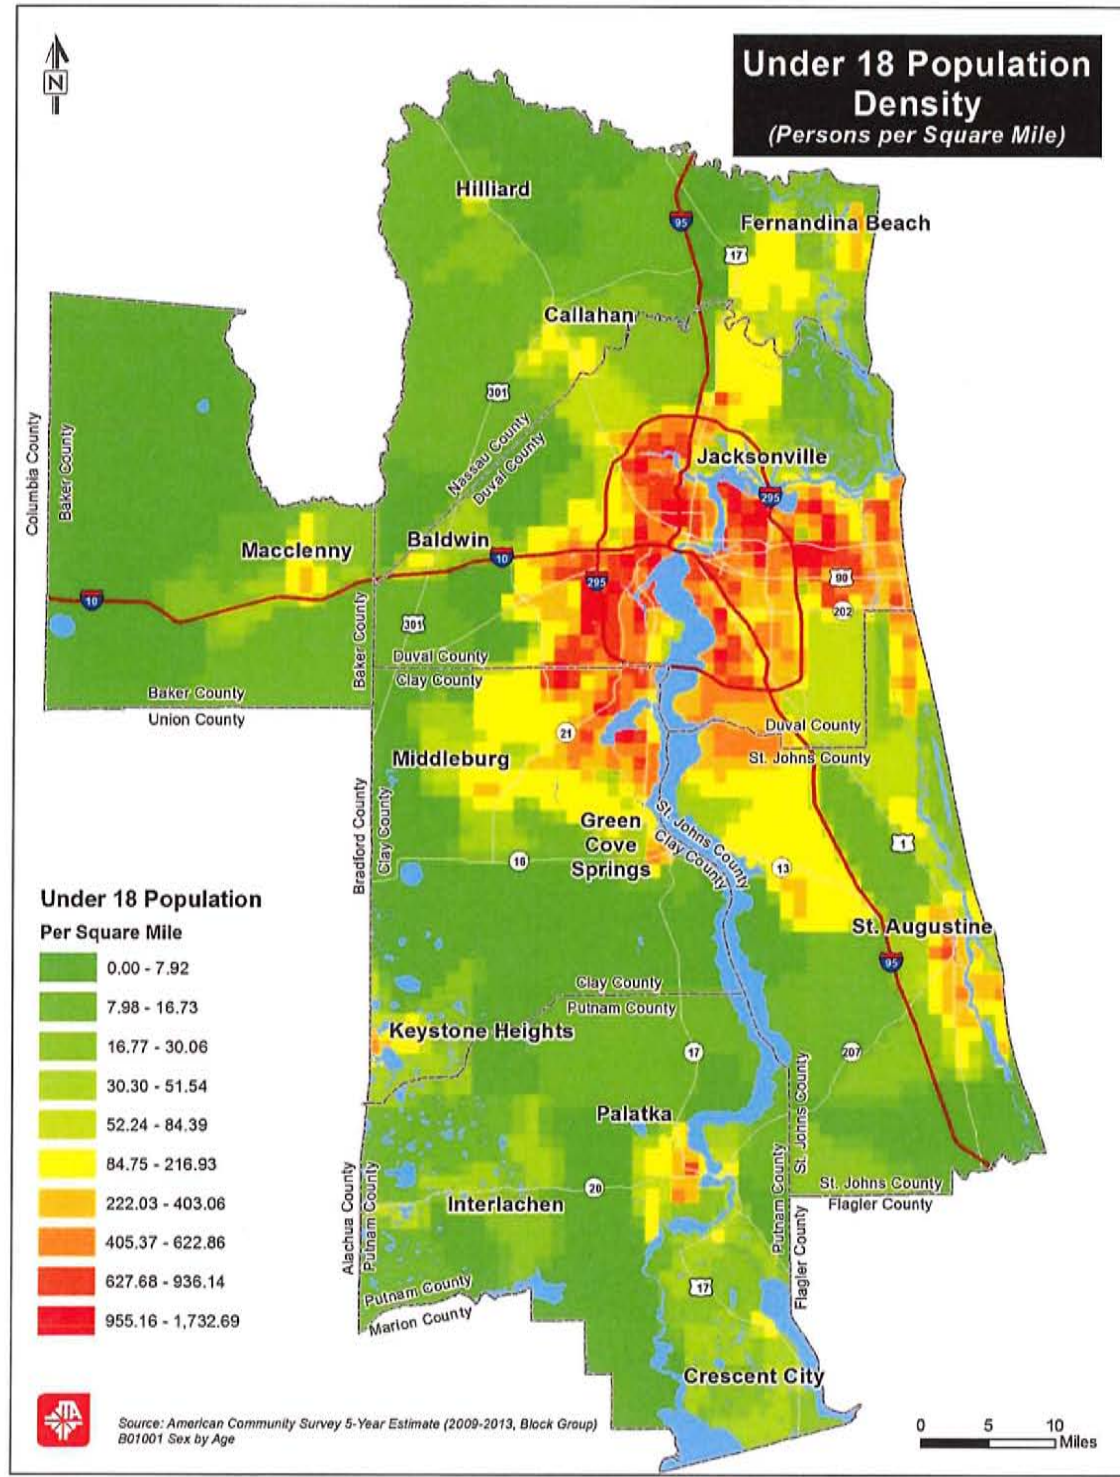 N
Under 18 Population
Density
(Persons per Square Mile)
Hilliard
95
Fernandina Beach
17
Callahan
301
Nassau County
Duval County
Columbia County
Baker County
Jacksonville
295
Macclenny
Baldwin
10
10
295
90
202
301
Baker County
Duval County
Clay County
Baker County
Union County
21
Duval County
St. Johns County
Middleburg
Bradford County
Clay County
Green
Cove
Springs
St. Johns County
Clay County
1
16
13
St. Augustine
95
Clay County
Putnam County
Keystone Heights
17
207
Palatka
St. Johns County
Putnam County
Flagler County
St. Johns County
Flagler County
Alachua County
Putnam County
20
Interlachen
17
Putnam County
Marion County
Crescent City
Under 18 Population
Per Square Mile
0.00 - 7.92
7.98 - 16.73
16.77 - 30.06
30.30 - 51.54
52.24 - 84.39
84.75 - 216.93
222.03 - 403.06
405.37 - 622.86
627.68 - 936.14
955.16 - 1,732.69
JTA
Source: American Community Survey 5-Year Estimate (2009-2013, Block Group)
B01001 Sex by Age
0 5 10
Miles